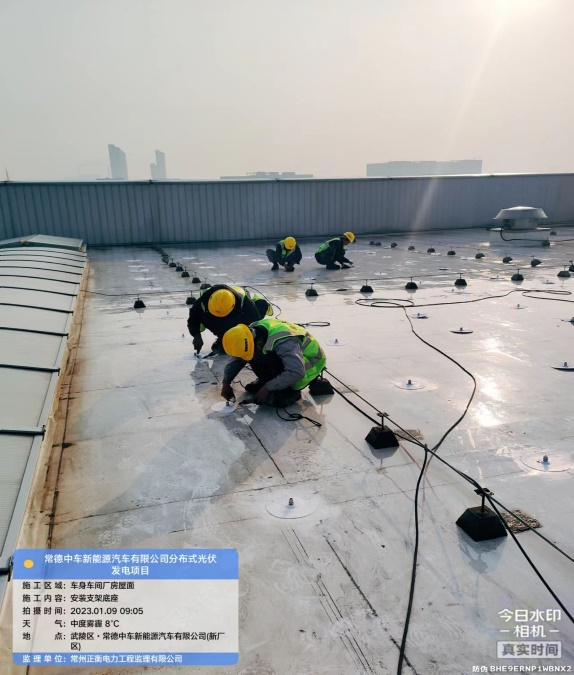 常德中车新能源汽车有限公司分布式光伏
发电项目
施工区域：车身车间厂房屋面
施工内容：安装支架底座
拍摄时间：2023.01.09 09:05
天气：中度雾霾 8℃
地点：武陵区·常德中车新能源汽车有限公司(新厂
区)
监理单位：常州正衡电力工程监理有限公司
今日水印
相机
真实时间
防伪 BHE9ERNP1WBNX2